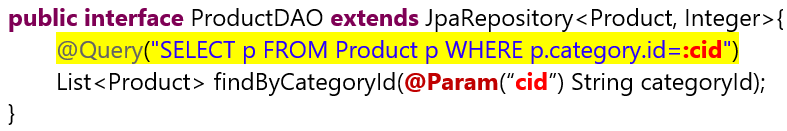 public interface ProductDAO extends JpaRepository<Product, Integer>{
@Query("SELECT p FROM Product p WHERE p.category.id=:cid")
List<Product> findByCategoryId(@Param(“cid”) String categoryId);
}